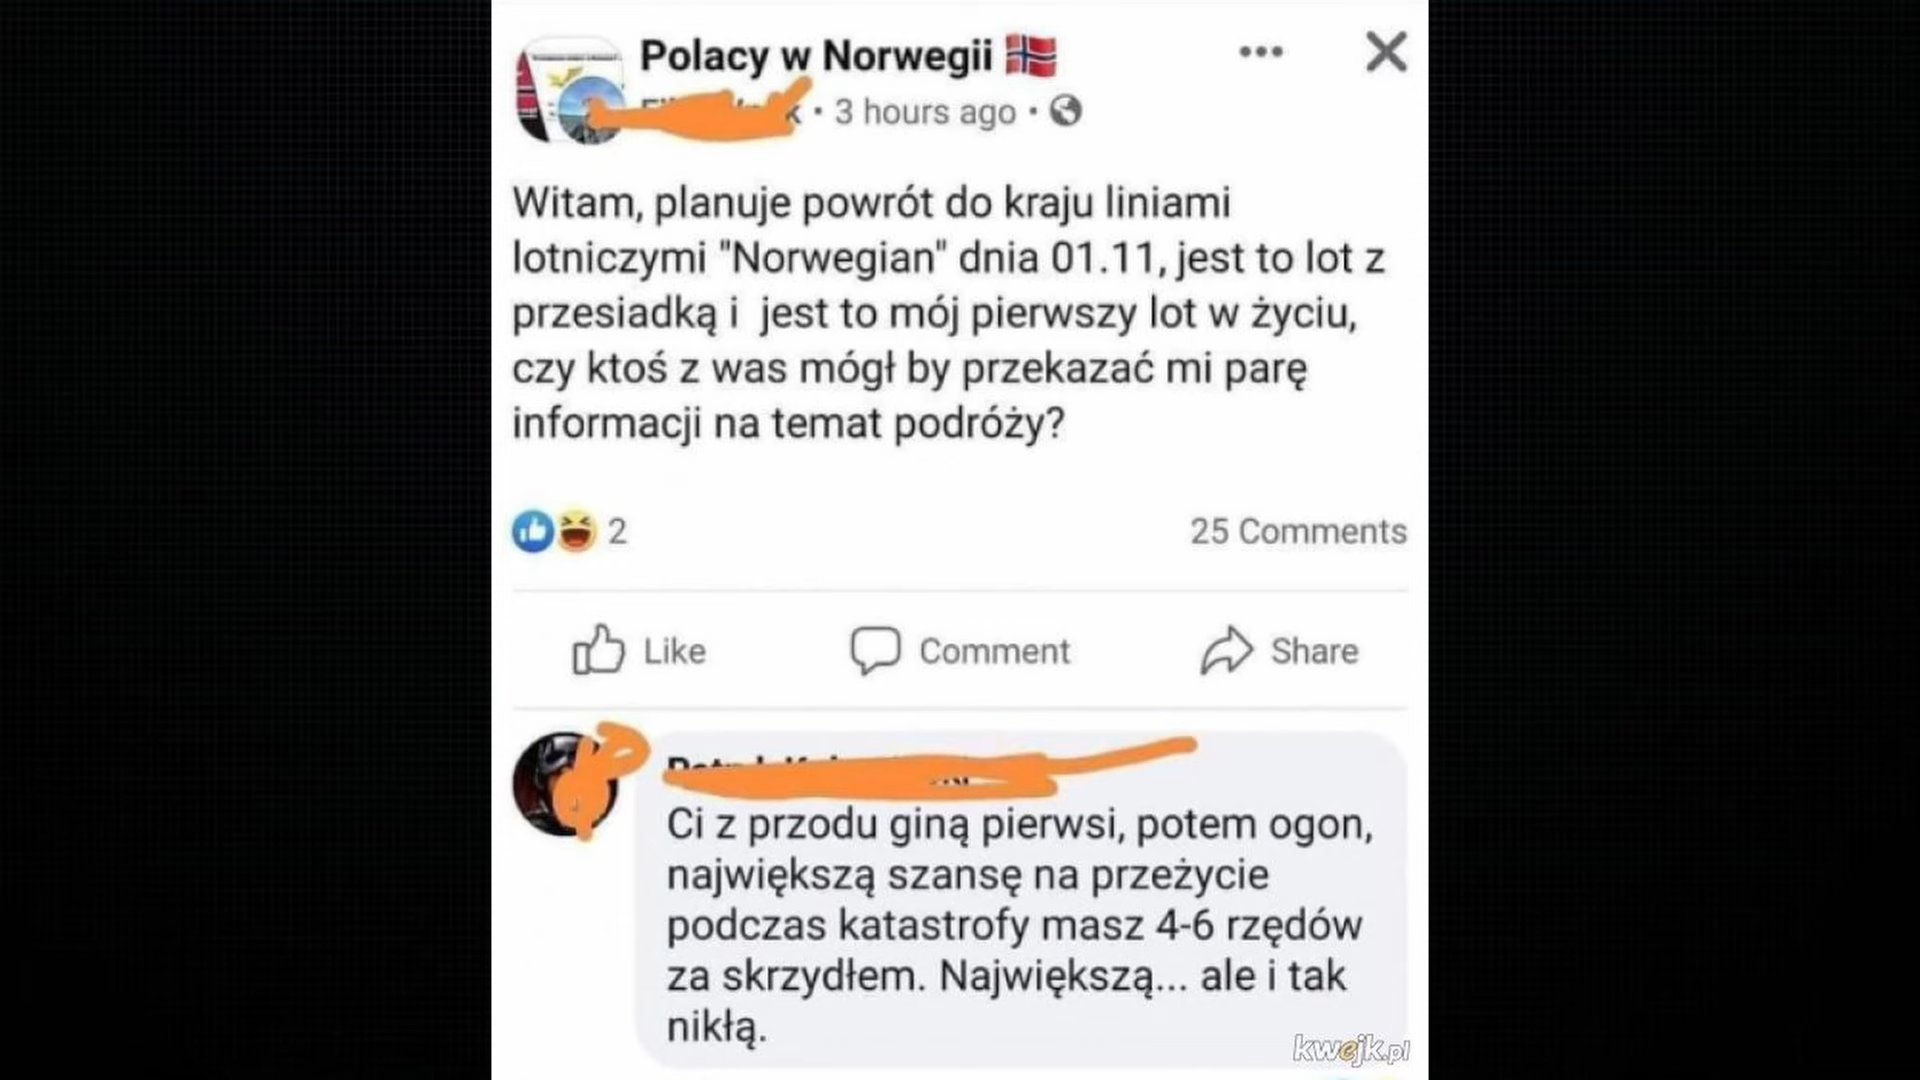 Polacy w Norwegii
· 3 hours ago ·
Witam, planuje powrót do kraju liniami
lotniczymi "Norwegian" dnia 01.11, jest to lot z
przesiadką i jest to mój pierwszy lot w życiu,
czy ktoś z was mógł by przekazać mi parę
informacji na temat podróży?
2
25 Comments
Like
Comment
Share
Ci z przodu giną pierwsi, potem ogon,
największą szansę na przeżycie
podczas katastrofy masz 4-6 rzędów
za skrzydłem. Największą... ale i tak
nikłą.
kwejk.pl